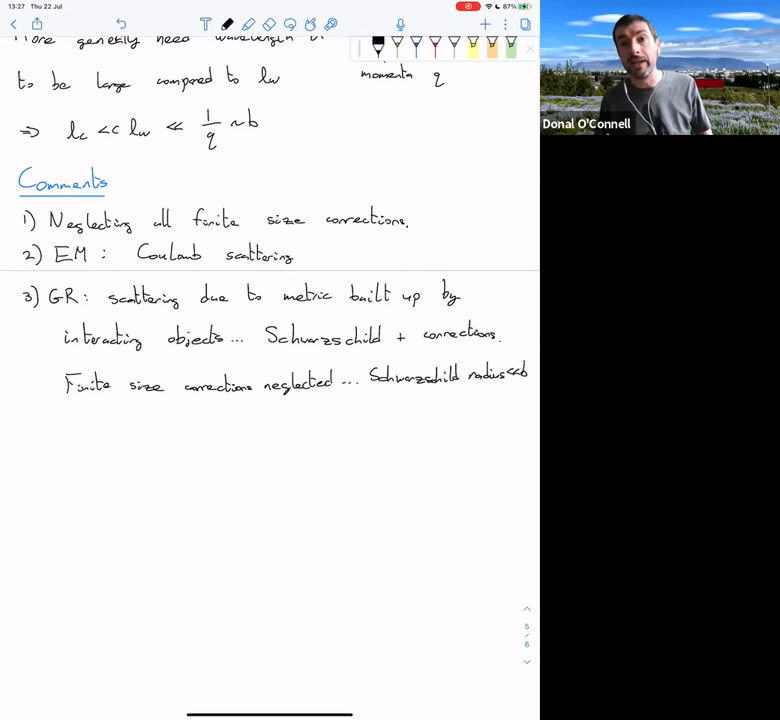 13:27 Thu 22 Jul
87%
More generally need wavelength
to be large compared to lw
momenta q
⇒ lc << lw << 1/q ~ b
Donal O'Connell
Comments
1) Neglecting all finite size corrections.
2) EM : Coulomb scattering
3) GR: scattering due to metric built up by
interacting objects... Schwarzschild + corrections.
Finite size corrections neglected ... Schwarzschild radius << b
5
/
6